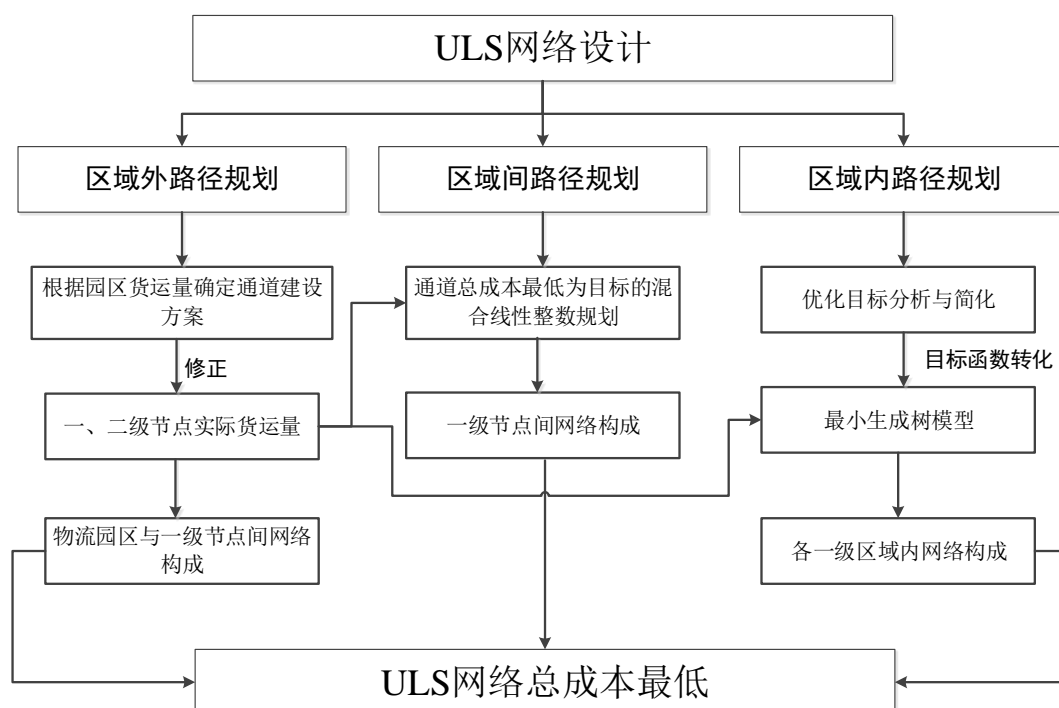 ULS网络设计
区域外路径规划
区域间路径规划
区域内路径规划
根据园区货运量确定通道建设
方案
通道总成本最低为目标的混
合线性整数规划
优化目标分析与简化
修正
目标函数转化
一、二级节点实际货运量
一级节点间网络构成
最小生成树模型
物流园区与一级节点间网络
构成
各一级区域内网络构成
ULS网络总成本最低